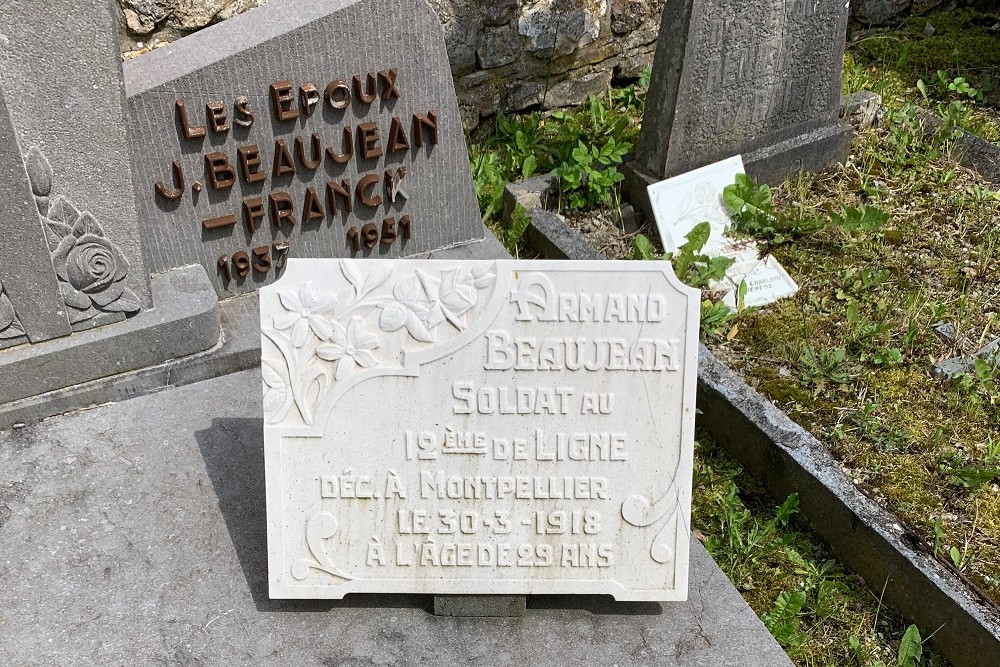 LES EPOUX
J. BEAUJEAN
– FRANCK
1937 1951
ARMAND
BEAUJEAN
SOLDAT AU
12ÈME DE LIGNE
DÉC. À MONTPELLIER
LE 30-3-1918
À L'ÂGE DE 29 ANS